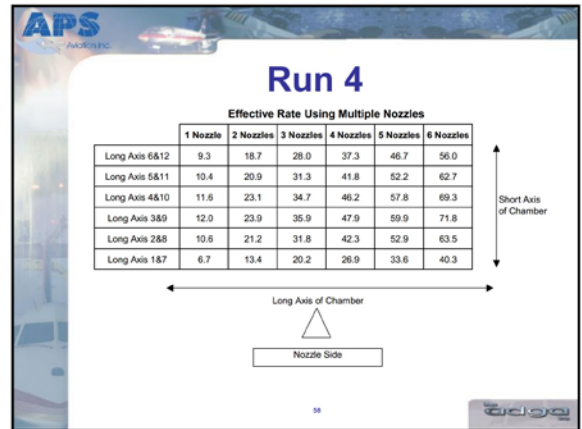 APS
Aviation Inc.
Run 4
Effective Rate Using Multiple Nozzles
1 Nozzle 2 Nozzles 3 Nozzles 4 Nozzles 5 Nozzles 6 Nozzles
Long Axis 6&12 9.3 18.7 28.0 37.3 46.7 56.0
Long Axis 5&11 10.4 20.9 31.3 41.8 52.2 62.7
Long Axis 4&10 11.6 23.1 34.7 46.2 57.8 69.3
Long Axis 3&9 12.0 23.9 35.9 47.9 59.9 71.8
Long Axis 2&8 10.6 21.2 31.8 42.3 52.9 63.5
Long Axis 1&7 6.7 13.4 20.2 26.9 33.6 40.3
Short Axis
of Chamber
Long Axis of Chamber
Nozzle Side
58
adga